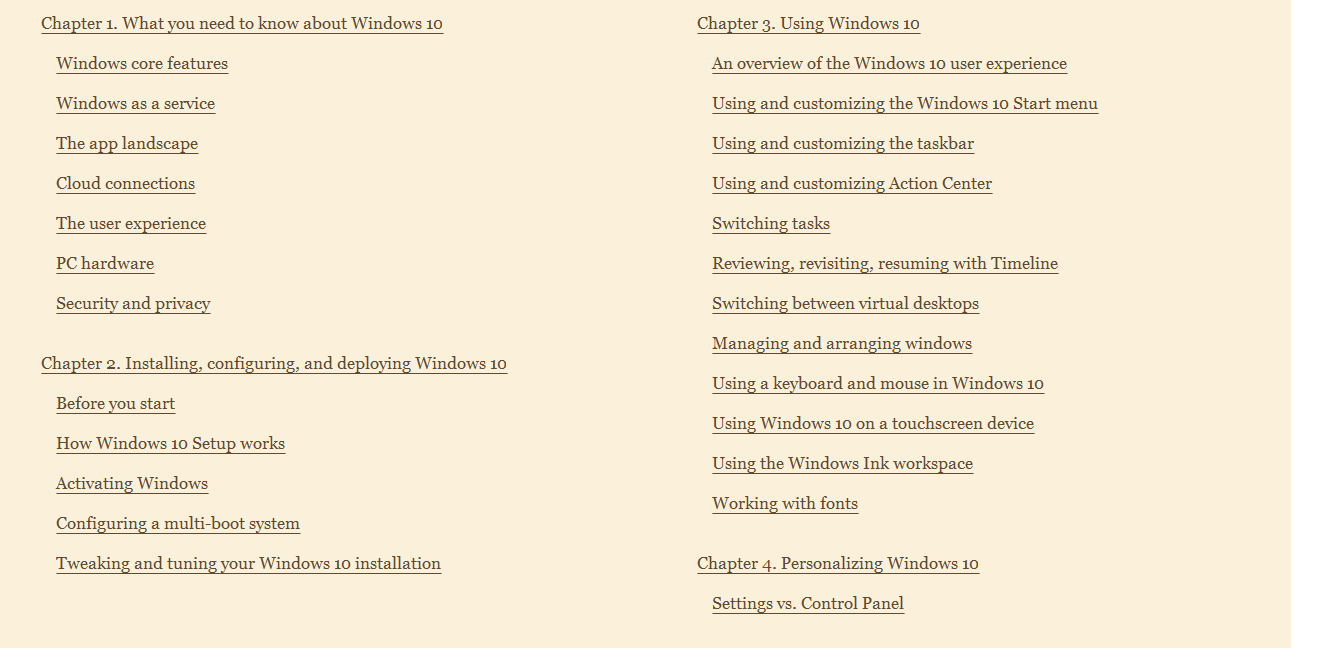 Chapter 1. What you need to know about Windows 10
Windows core features
Windows as a service
The app landscape
Cloud connections
The user experience
PC hardware
Security and privacy
Chapter 2. Installing, configuring, and deploying Windows 10
Before you start
How Windows 10 Setup works
Activating Windows
Configuring a multi-boot system
Tweaking and tuning your Windows 10 installation
Chapter 3. Using Windows 10
An overview of the Windows 10 user experience
Using and customizing the Windows 10 Start menu
Using and customizing the taskbar
Using and customizing Action Center
Switching tasks
Reviewing, revisiting, resuming with Timeline
Switching between virtual desktops
Managing and arranging windows
Using a keyboard and mouse in Windows 10
Using Windows 10 on a touchscreen device
Using the Windows Ink workspace
Working with fonts
Chapter 4. Personalizing Windows 10
Settings vs. Control Panel